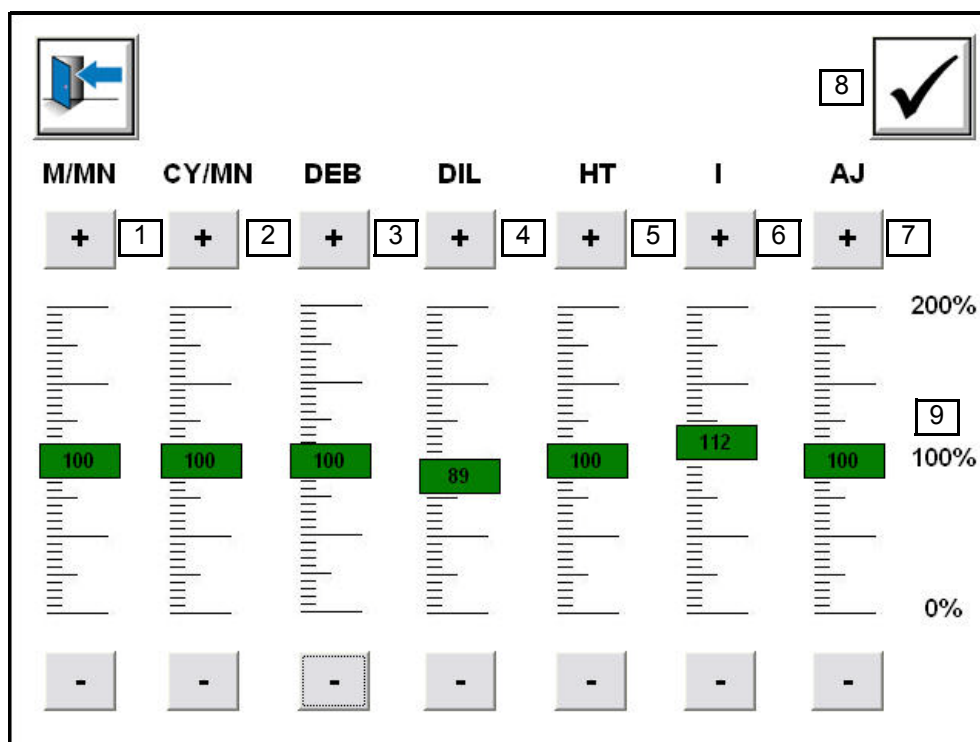 8
M/MN CY/MN DEB DIL HT I AJ
+ 1 + 2 + 3 + 4 + 5 + 6 + 7
200%
9
112
100 100 100 100 100 100%
89
0%
- - - - - - -